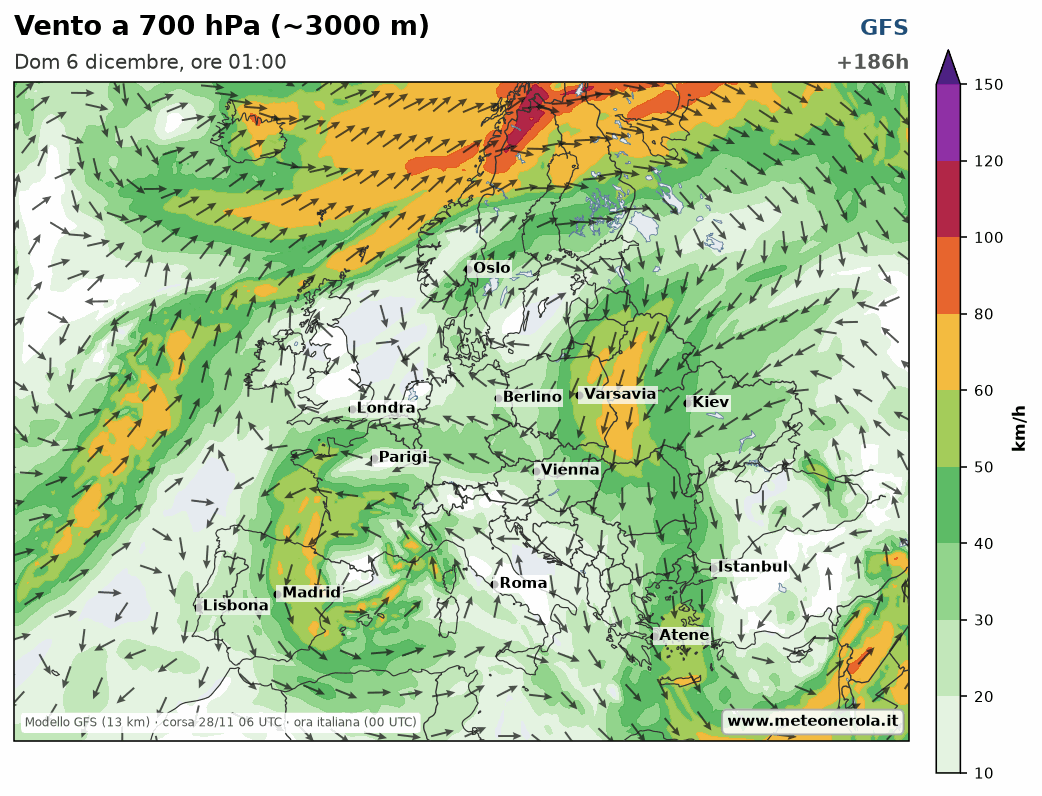 Vento a 700 hPa (~3000 m)
GFS
Dom 6 dicembre, ore 01:00
+186h
150
120
100
80
60
50
40
30
20
10
km/h
Oslo
Berlino
Varsavia
Kiev
Londra
Parigi
Vienna
Istanbul
Roma
Madrid
Lisbona
Atene
Modello GFS (13 km) · corsa 28/11 06 UTC · ora italiana (00 UTC)
www.meteonerola.it